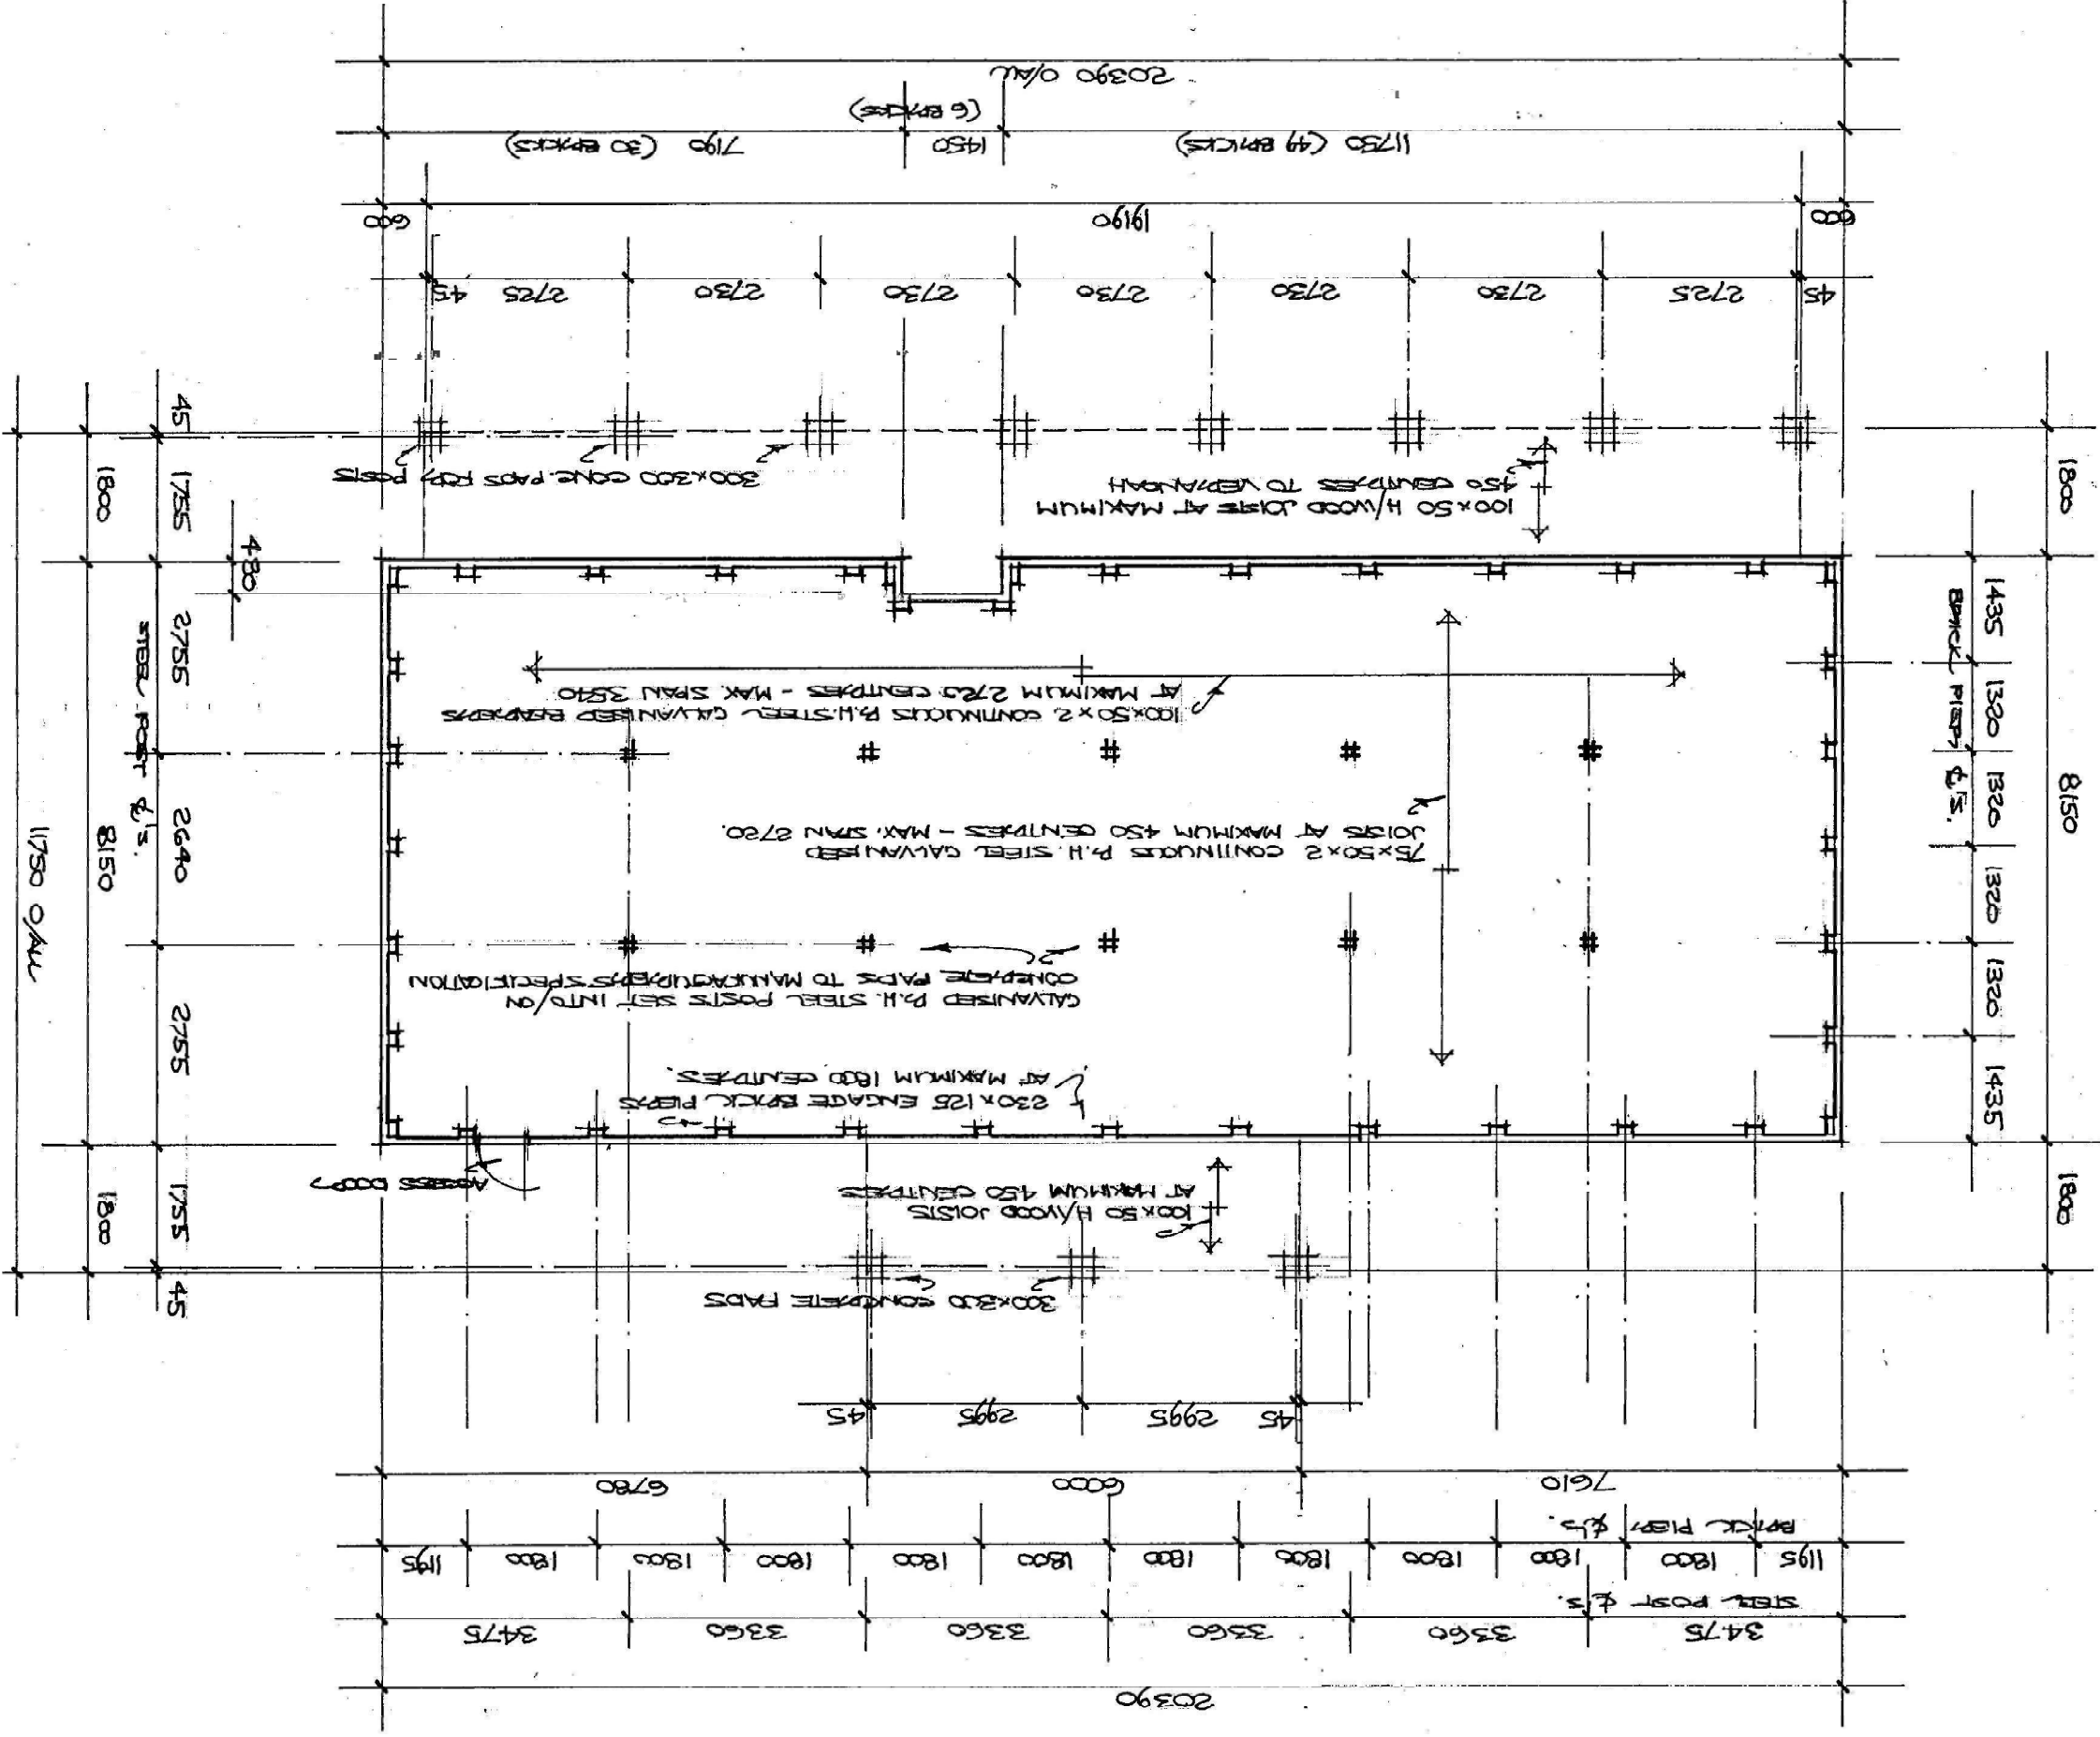 20390
3475 3360 3360 3360 3360 3475
STEEL POST ℄'S.
1195 1800 1800 1800 1800 1800 1800 1800 1800 1800 1800 1195
BRICK PIER ℄'S.
7610 6000 6780
45 2995 2995 45
300x300 CONCRETE PADS
100x50 H/WOOD JOISTS
AT MAXIMUM 450 CENTRES
ACCESS DOOR
230x125 ENGAGE BRICK PIERS
AT MAXIMUM 1800 CENTRES.
GALVANISED R.H. STEEL POSTS SET INTO/ON
CONCRETE PADS TO MANUFACTURERS SPECIFICATION
75x50x2 CONTINUOUS R.H. STEEL GALVANISED
JOISTS AT MAXIMUM 450 CENTRES - MAX. SPAN 2720.
100x50x2 CONTINUOUS R.H. STEEL GALVANISED BEARERS
AT MAXIMUM CENTRES - MAX. SPAN 3540
100x50 H/WOOD JOISTS AT MAXIMUM
450 CENTRES TO VERANDAH
300x300 CONC. PADS FOR POSTS
45 2725 2730 2730 2730 2730 2730 2725 45
600 19190 600
11750 (49 BRICKS) 1450 (6 BRICKS) 7190 (30 BRICKS)
20390 O/ALL
1800 8150 1800
1435 1320 1320 1320 1320 1435
BRICK PIER ℄'S.
480
45 1755 2755 2640 2755 1755 45
STEEL POST ℄'S.
1800 8150 1800
11750 O/ALL